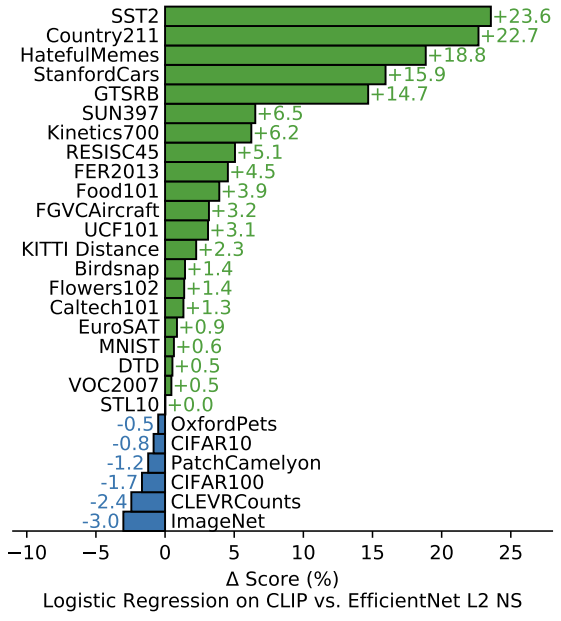 SST2 +23.6
Country211 +22.7
HatefulMemes +18.8
StanfordCars +15.9
GTSRB +14.7
SUN397 +6.5
Kinetics700 +6.2
RESISC45 +5.1
FER2013 +4.5
Food101 +3.9
FGVCAircraft +3.2
UCF101 +3.1
KITTI Distance +2.3
Birdsnap +1.4
Flowers102 +1.4
Caltech101 +1.3
EuroSAT +0.9
MNIST +0.6
DTD +0.5
VOC2007 +0.5
STL10 +0.0
-0.5 OxfordPets
-0.8 CIFAR10
-1.2 PatchCamelyon
-1.7 CIFAR100
-2.4 CLEVRCounts
-3.0 ImageNet
−10 −5 0 5 10 15 20 25
Δ Score (%)
Logistic Regression on CLIP vs. EfficientNet L2 NS